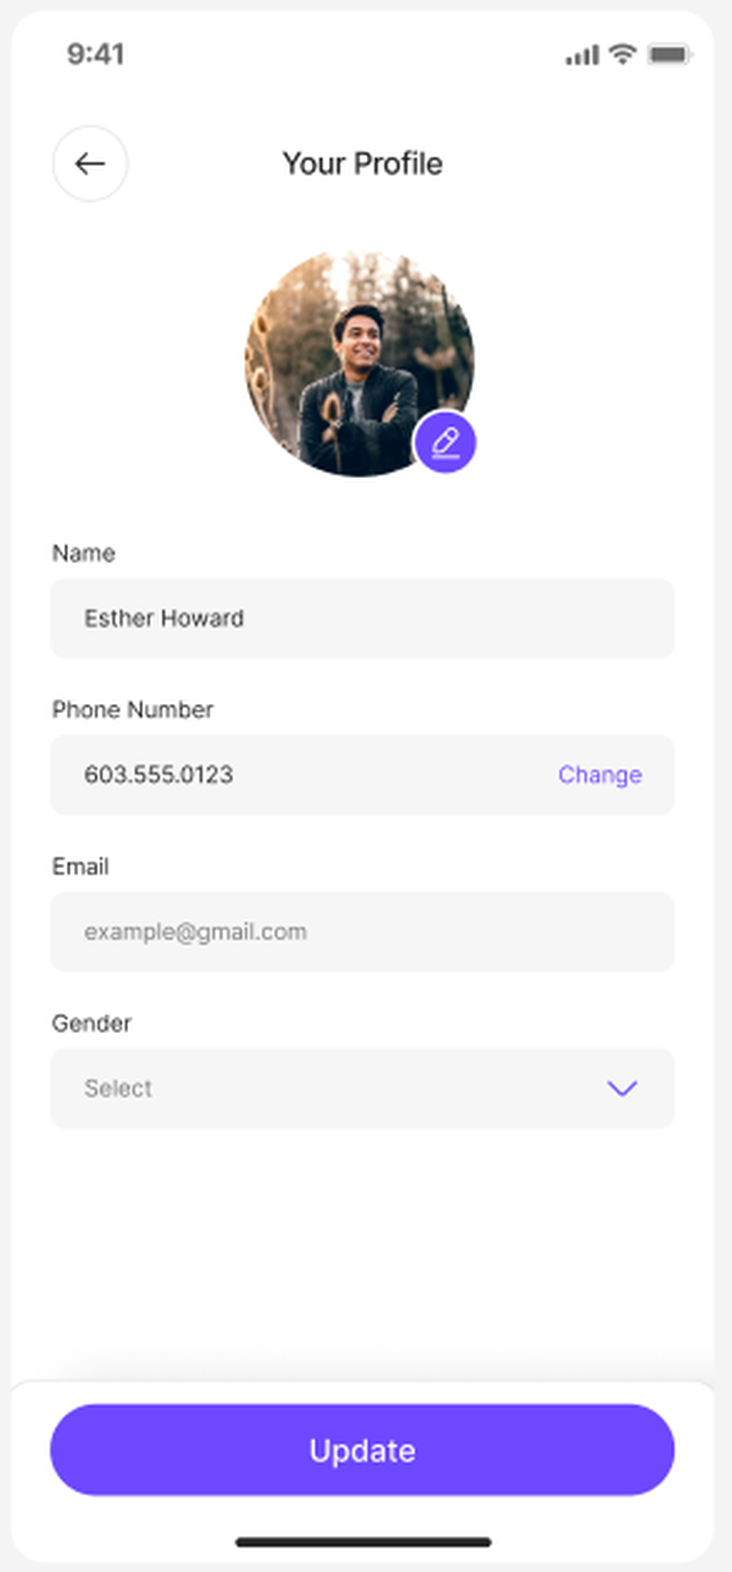 9:41
Your Profile
Name
Esther Howard
Phone Number
603.555.0123
Change
Email
example@gmail.com
Gender
Select
Update